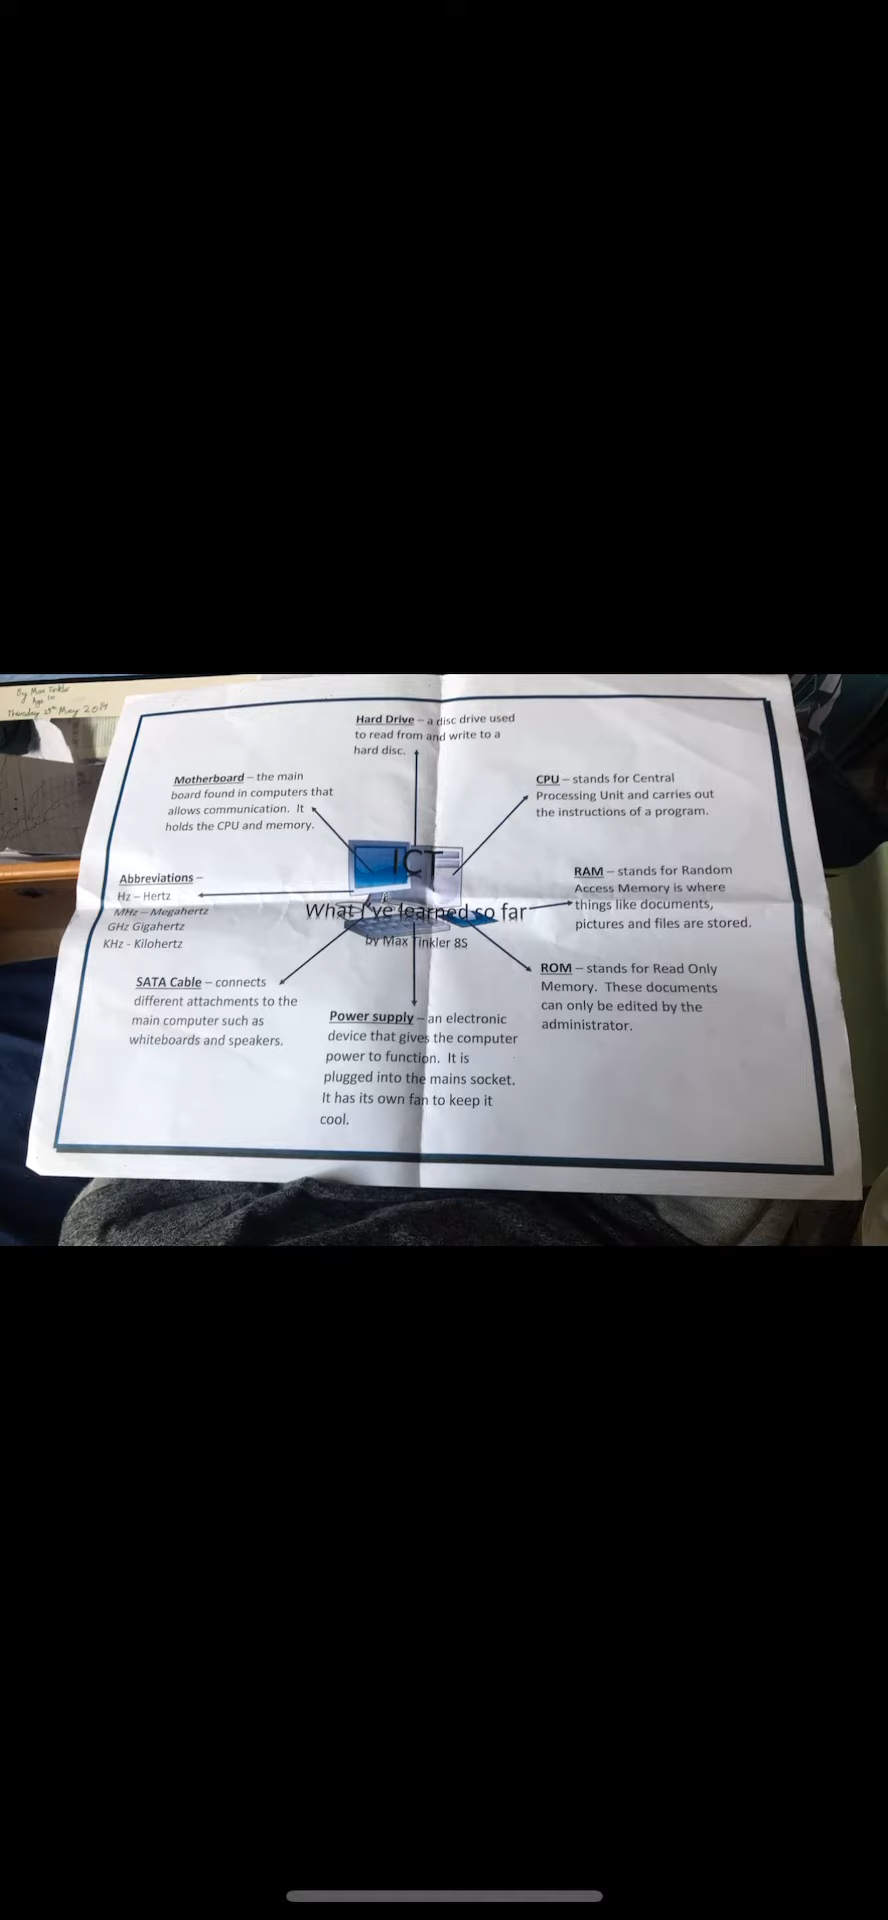 By Max Tinkler
Age
Thursday May 2014
Hard Drive – a disc drive used
to read from and write to a
hard disc.
Motherboard – the main
board found in computers that
allows communication. It
holds the CPU and memory.
CPU – stands for Central
Processing Unit and carries out
the instructions of a program.
Abbreviations –
Hz – Hertz
MHz – Megahertz
GHz Gigahertz
KHz - Kilohertz
ICT
What I've learned so far
by Max Tinkler 8S
RAM – stands for Random
Access Memory is where
things like documents,
pictures and files are stored.
SATA Cable – connects
different attachments to the
main computer such as
whiteboards and speakers.
Power supply – an electronic
device that gives the computer
power to function. It is
plugged into the mains socket.
It has its own fan to keep it
cool.
ROM – stands for Read Only
Memory. These documents
can only be edited by the
administrator.